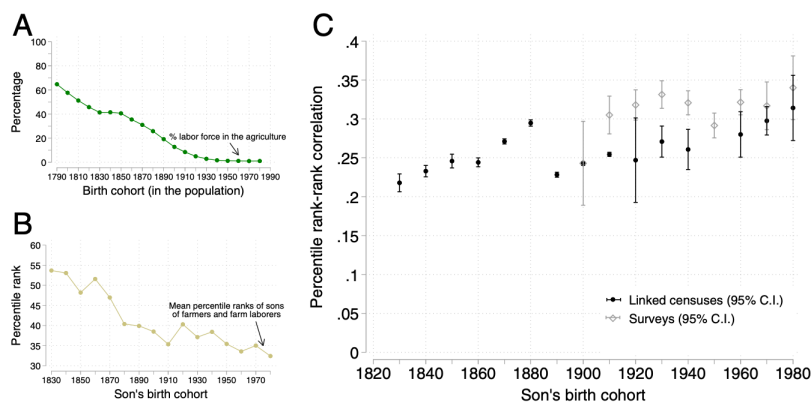 A
100
80
60
40
20
0
Percentage
% labor force in the agriculture
1790 1810 1830 1850 1870 1890 1910 1930 1950 1970 1990
Birth cohort (in the population)
B
60
55
50
45
40
35
30
Percentile rank
Mean percentile ranks of sons
of farmers and farm laborers
1830 1850 1870 1890 1910 1930 1950 1970
Son's birth cohort
C
.4
.35
.3
.25
.2
.15
.1
.05
0
Percentile rank-rank correlation
Linked censuses (95% C.I.)
Surveys (95% C.I.)
1820 1840 1860 1880 1900 1920 1940 1960 1980
Son's birth cohort